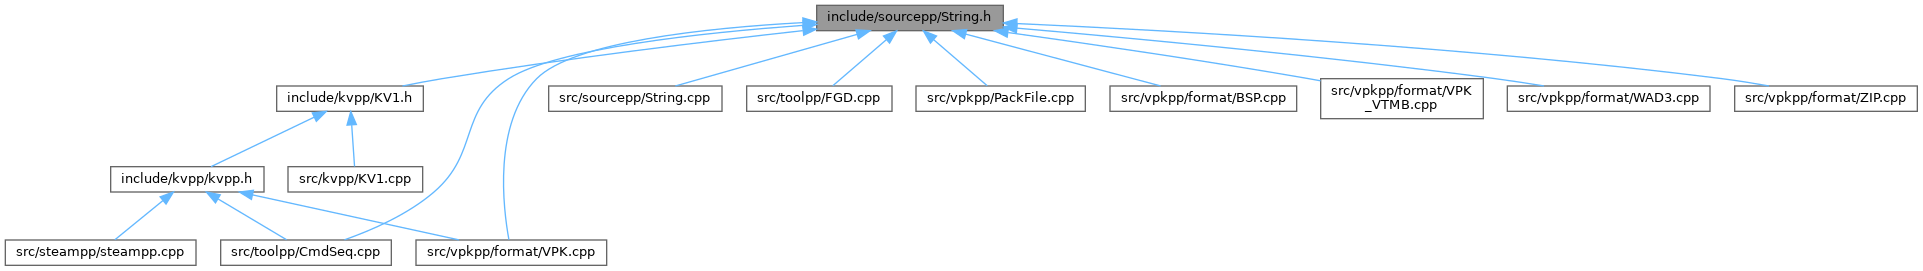 include/sourcepp/String.h
include/kvpp/KV1.h
src/sourcepp/String.cpp
src/toolpp/FGD.cpp
src/vpkpp/PackFile.cpp
src/vpkpp/format/BSP.cpp
src/vpkpp/format/VPK
_VTMB.cpp
src/vpkpp/format/WAD3.cpp
src/vpkpp/format/ZIP.cpp
include/kvpp/kvpp.h
src/kvpp/KV1.cpp
src/steampp/steampp.cpp
src/toolpp/CmdSeq.cpp
src/vpkpp/format/VPK.cpp